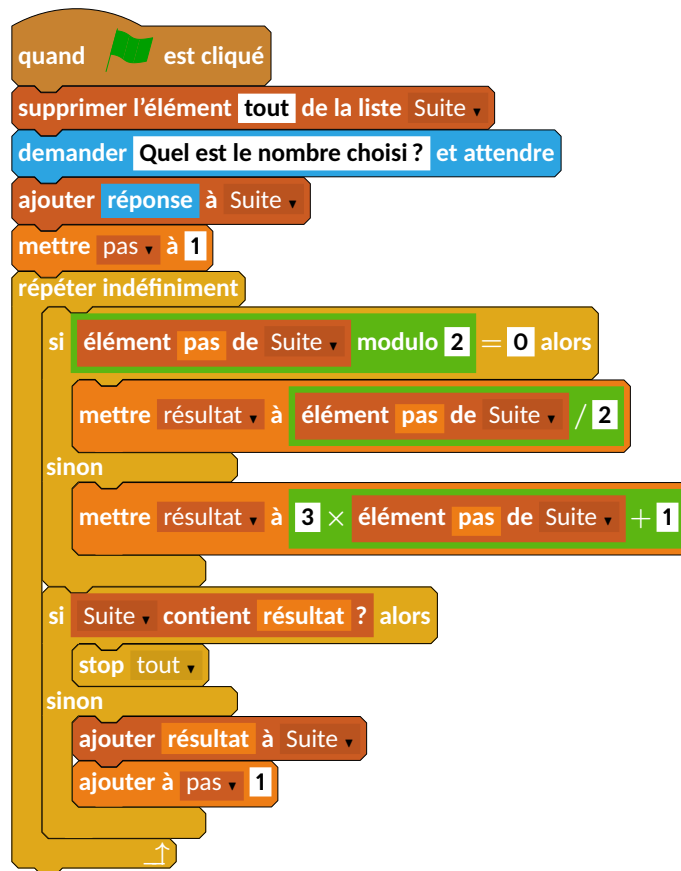 quand est cliqué
supprimer l'élément tout de la liste Suite
demander Quel est le nombre choisi ? et attendre
ajouter réponse à Suite
mettre pas à 1
répéter indéfiniment
si élément pas de Suite modulo 2 = 0 alors
mettre résultat à élément pas de Suite / 2
sinon
mettre résultat à 3 × élément pas de Suite + 1
si Suite contient résultat ? alors
stop tout
sinon
ajouter résultat à Suite
ajouter à pas 1